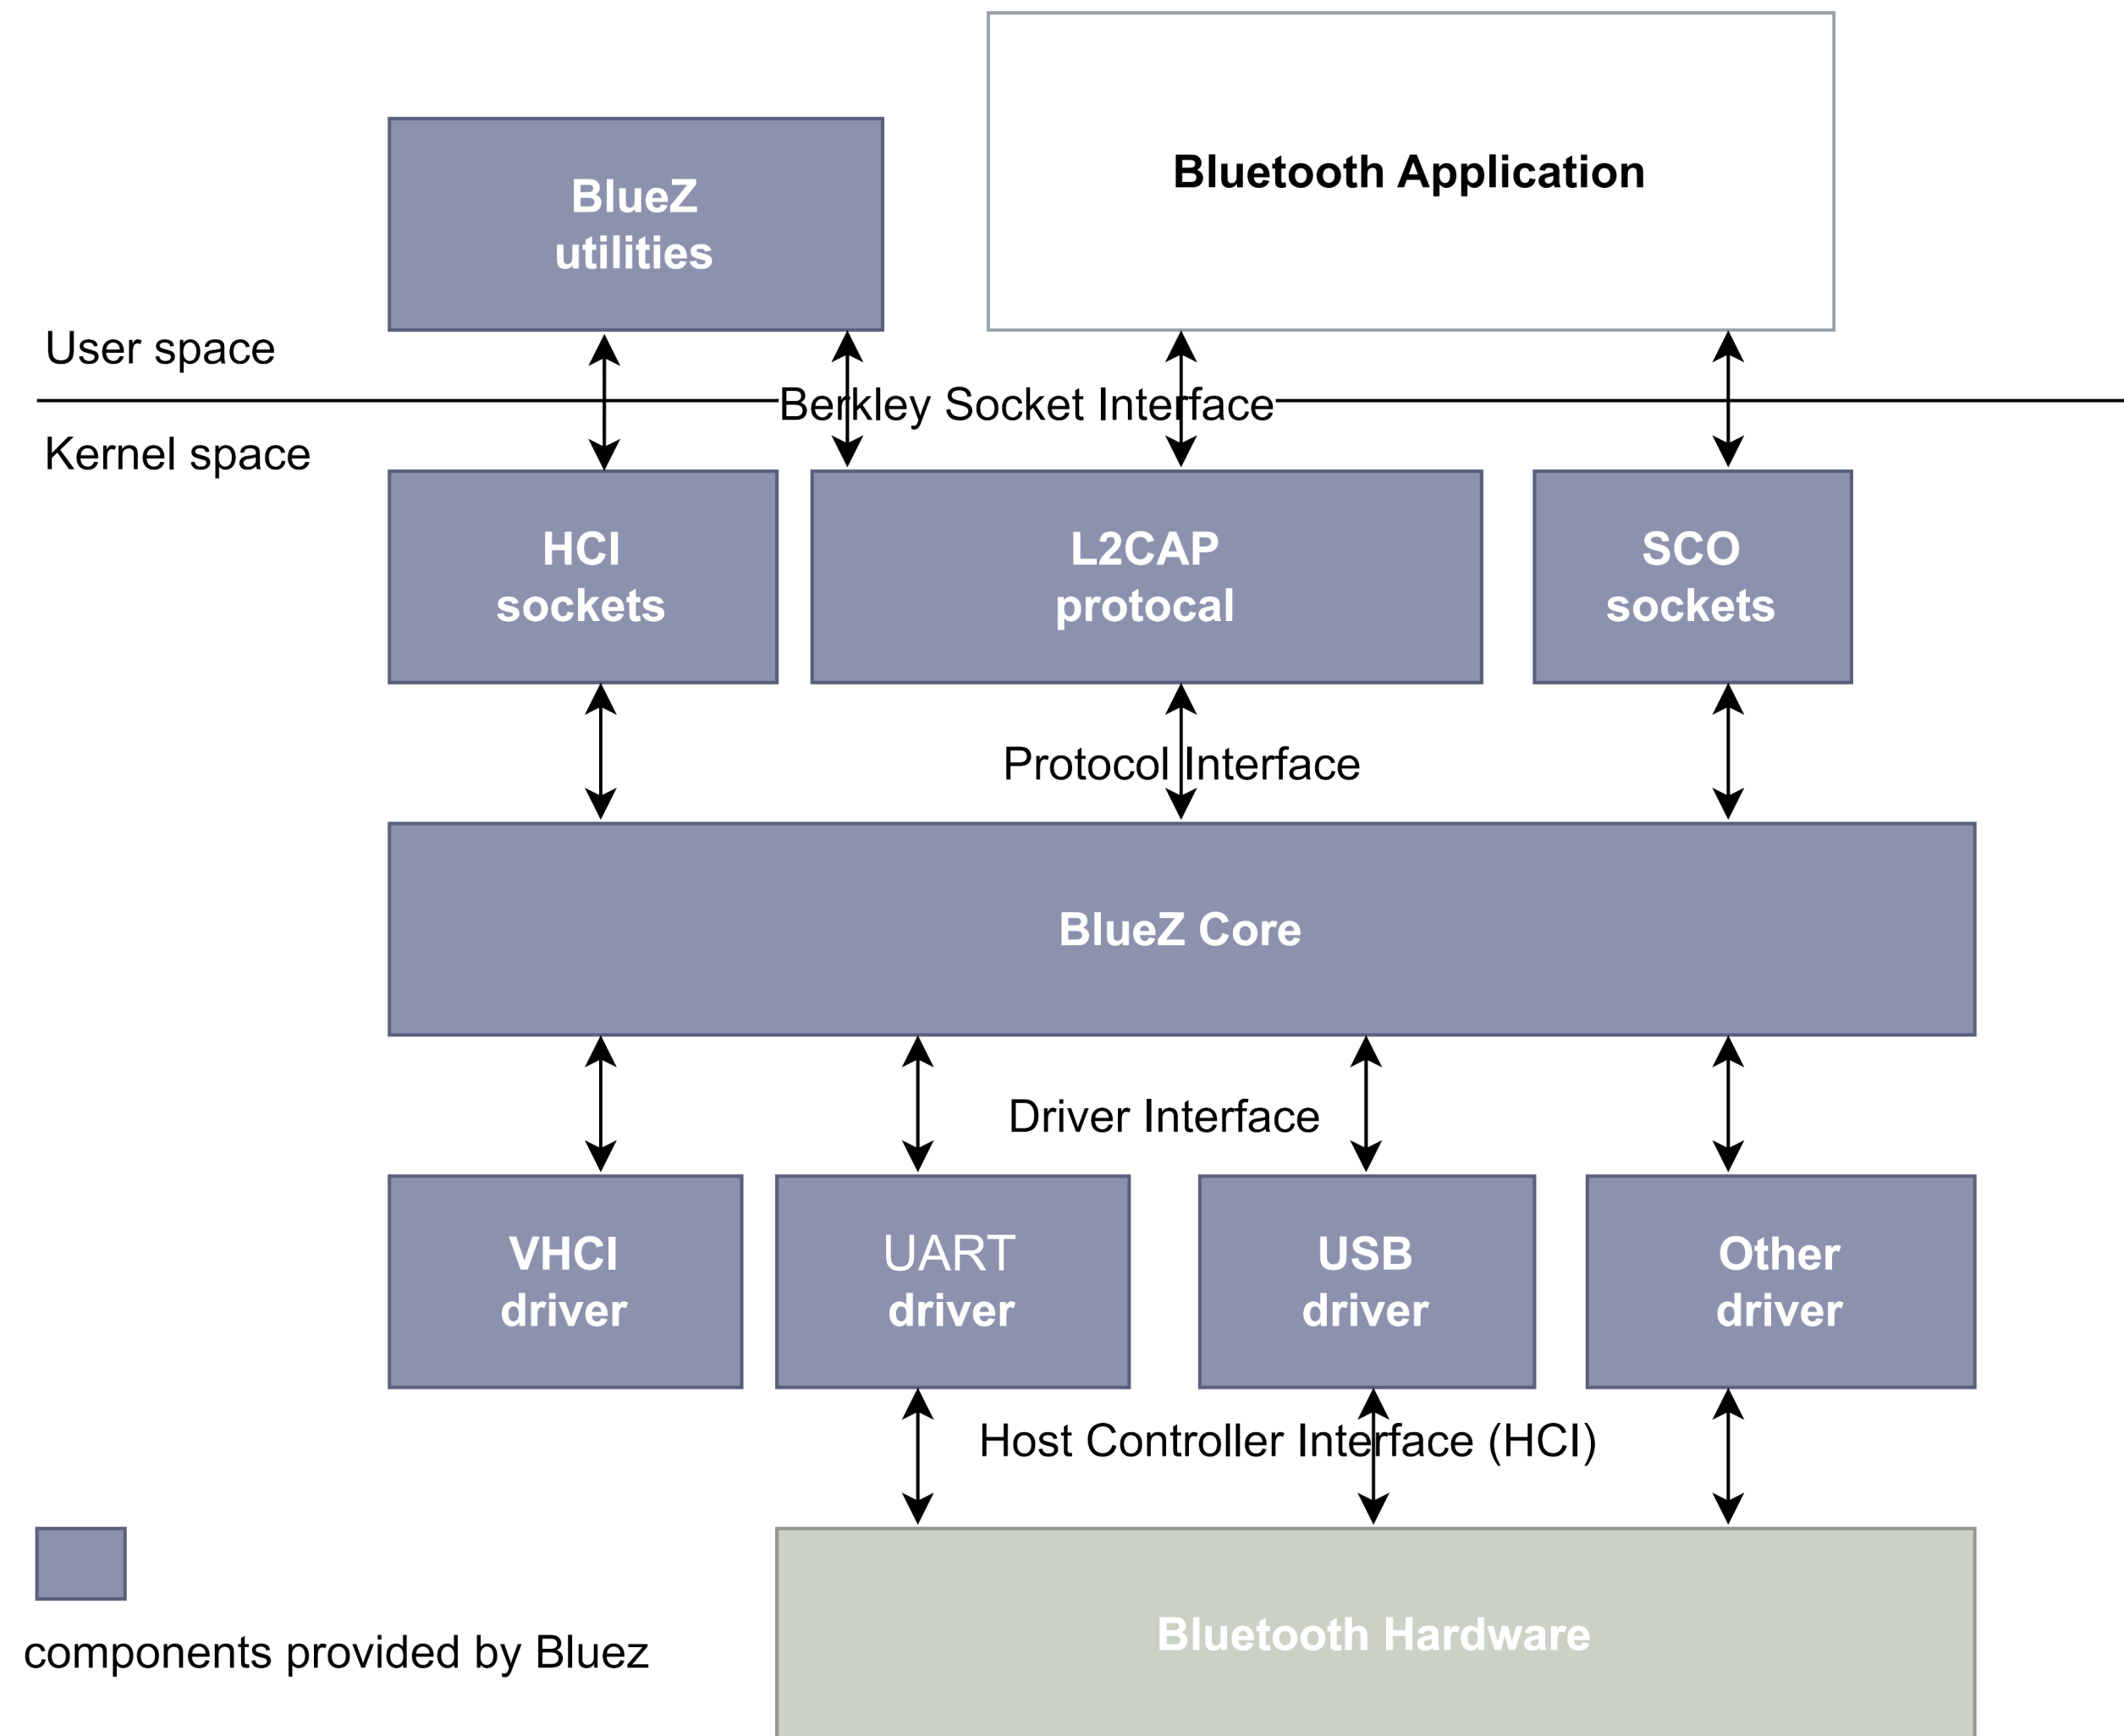 Bluetooth Application
BlueZ
utilities
User space
Berkley Socket Interface
Kernel space
HCI
sockets
L2CAP
protocal
SCO
sockets
Protocol Interface
BlueZ Core
Driver Interface
VHCI
driver
UART
driver
USB
driver
Other
driver
Host Controller Interface (HCI)
Bluetooth Hardware
components provided by Bluez